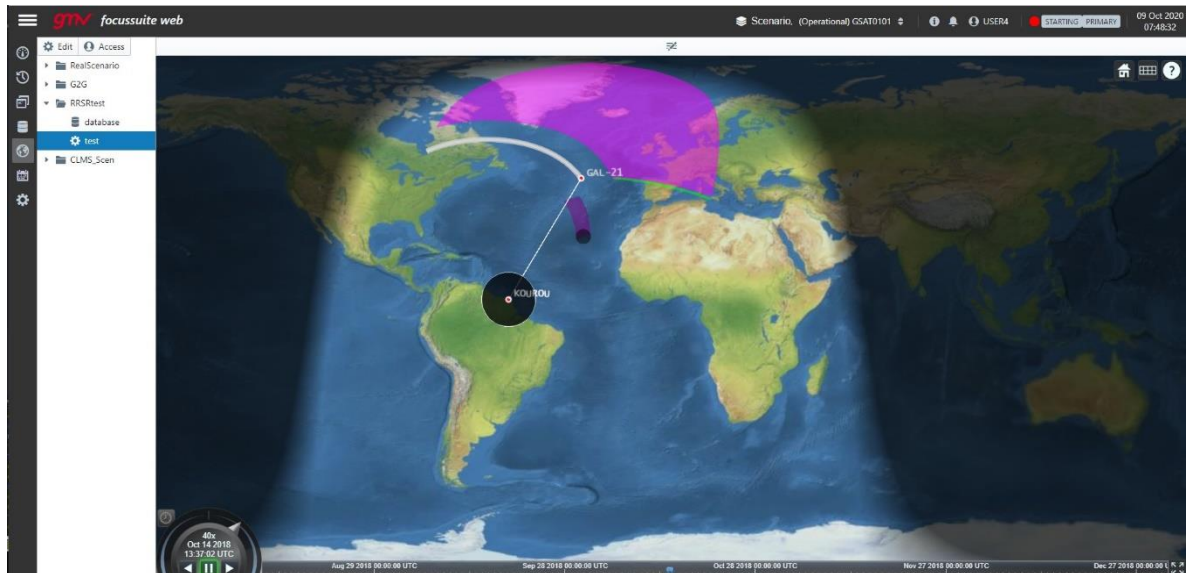 gmv focussuite web
Scenario, (Operational) GSAT0101
USER4
STARTING PRIMARY
09 Oct 2020
07:48:32
Edit Access
RealScenario
G2G
RRSRtest
database
test
CLMS_Scen
GAL-21
KOUROU
40x
Oct 14 2018
13:37:02 UTC
Aug 29 2018 00:00:00 UTC Sep 28 2018 00:00:00 UTC Oct 28 2018 00:00:00 UTC Nov 27 2018 00:00:00 UTC Dec 27 2018 00:00:00